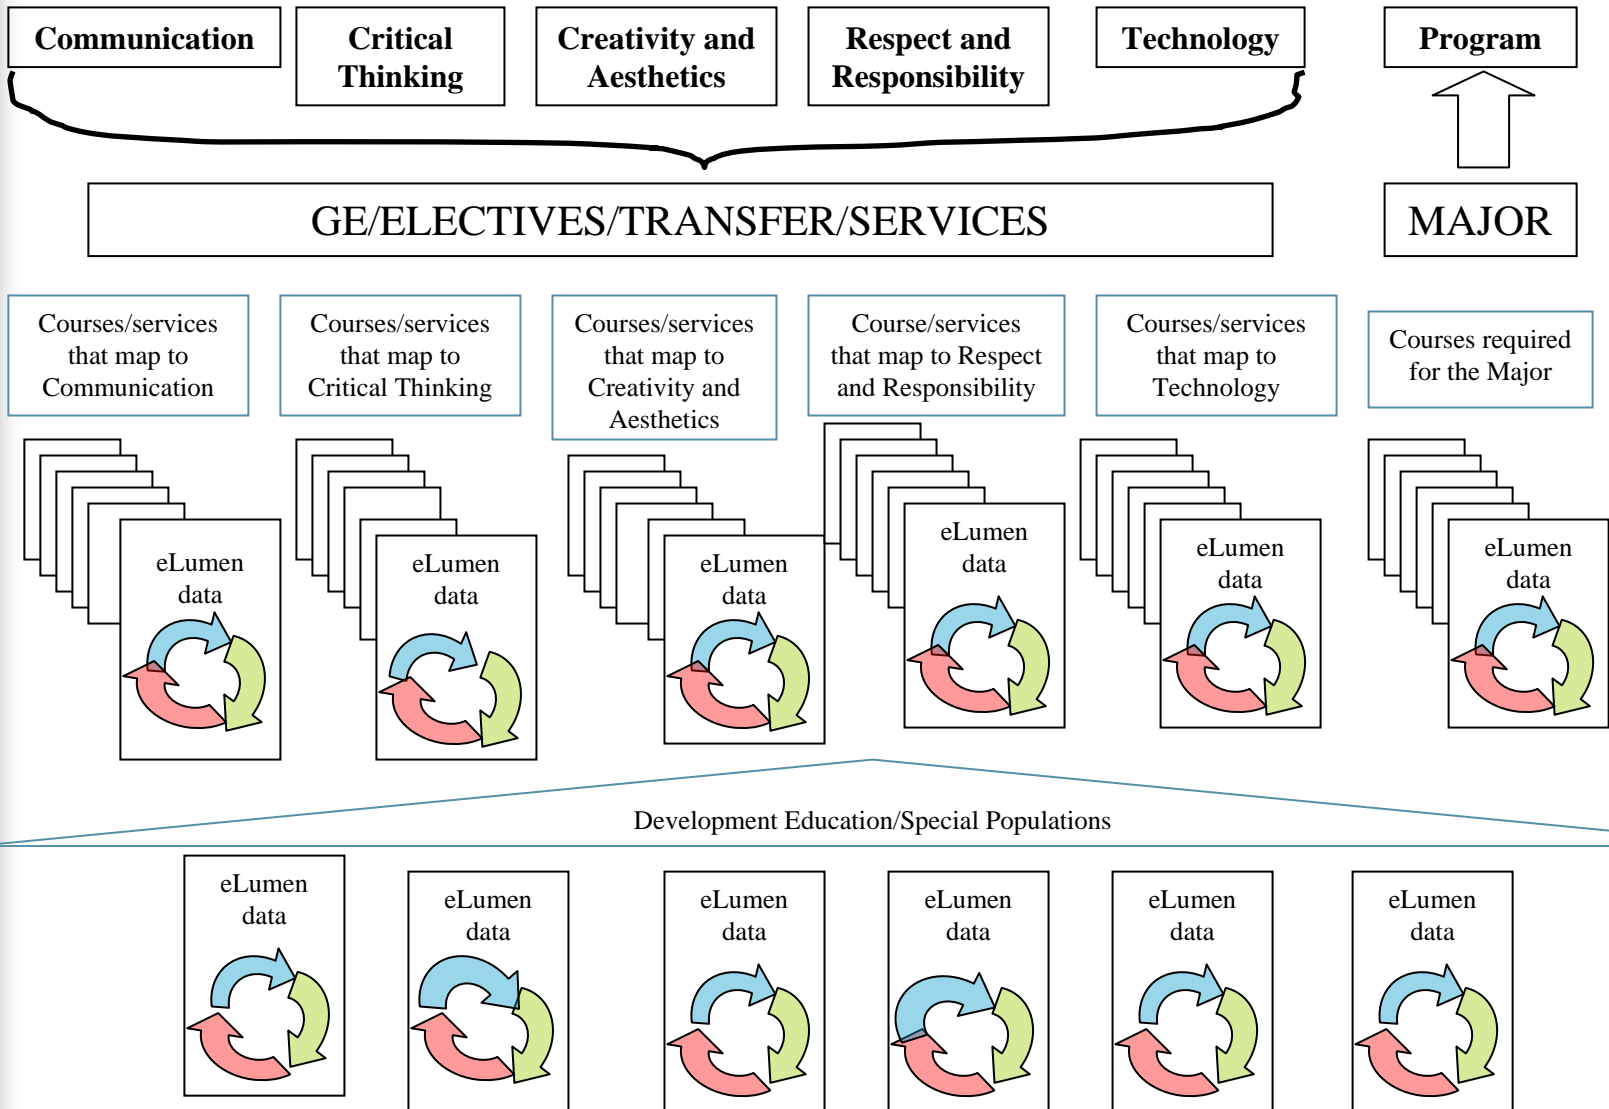 Communication
Critical
Thinking
Creativity and
Aesthetics
Respect and
Responsibility
Technology
Program
GE/ELECTIVES/TRANSFER/SERVICES
MAJOR
Courses/services
that map to
Communication
Courses/services
that map to
Critical Thinking
Courses/services
that map to
Creativity and
Aesthetics
Course/services
that map to Respect
and Responsibility
Courses/services
that map to
Technology
Courses required
for the Major
eLumen
data
eLumen
data
eLumen
data
eLumen
data
eLumen
data
eLumen
data
Development Education/Special Populations
eLumen
data
eLumen
data
eLumen
data
eLumen
data
eLumen
data
eLumen
data